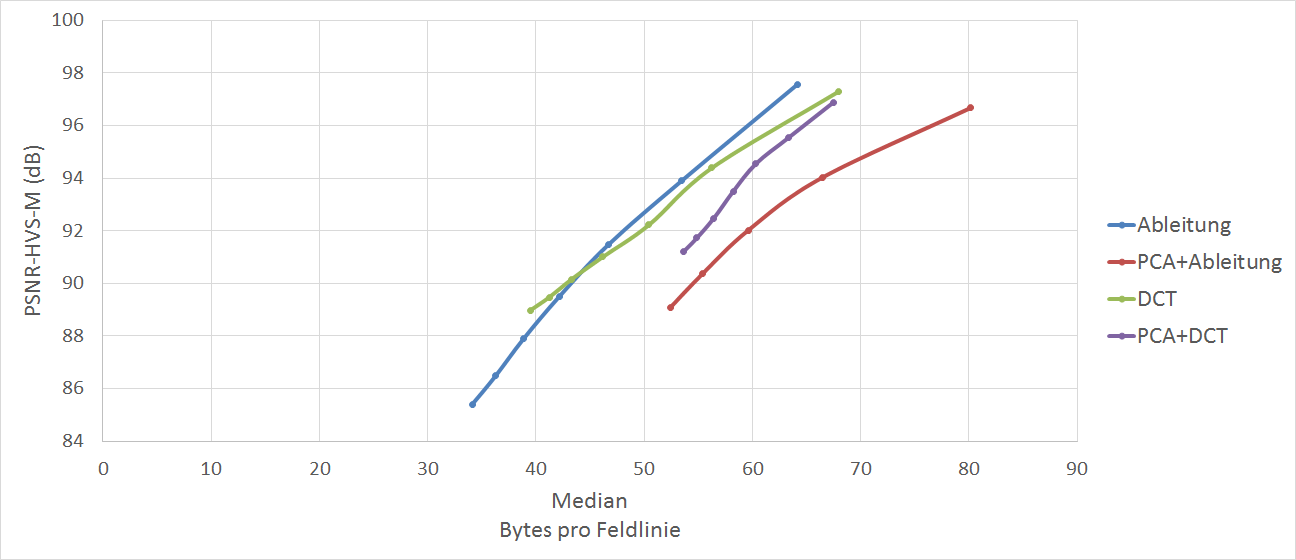 100
98
96
94
92
90
88
86
84
PSNR-HVS-M (dB)
0 10 20 30 40 50 60 70 80 90
Median
Bytes pro Feldlinie
Ableitung
PCA+Ableitung
DCT
PCA+DCT